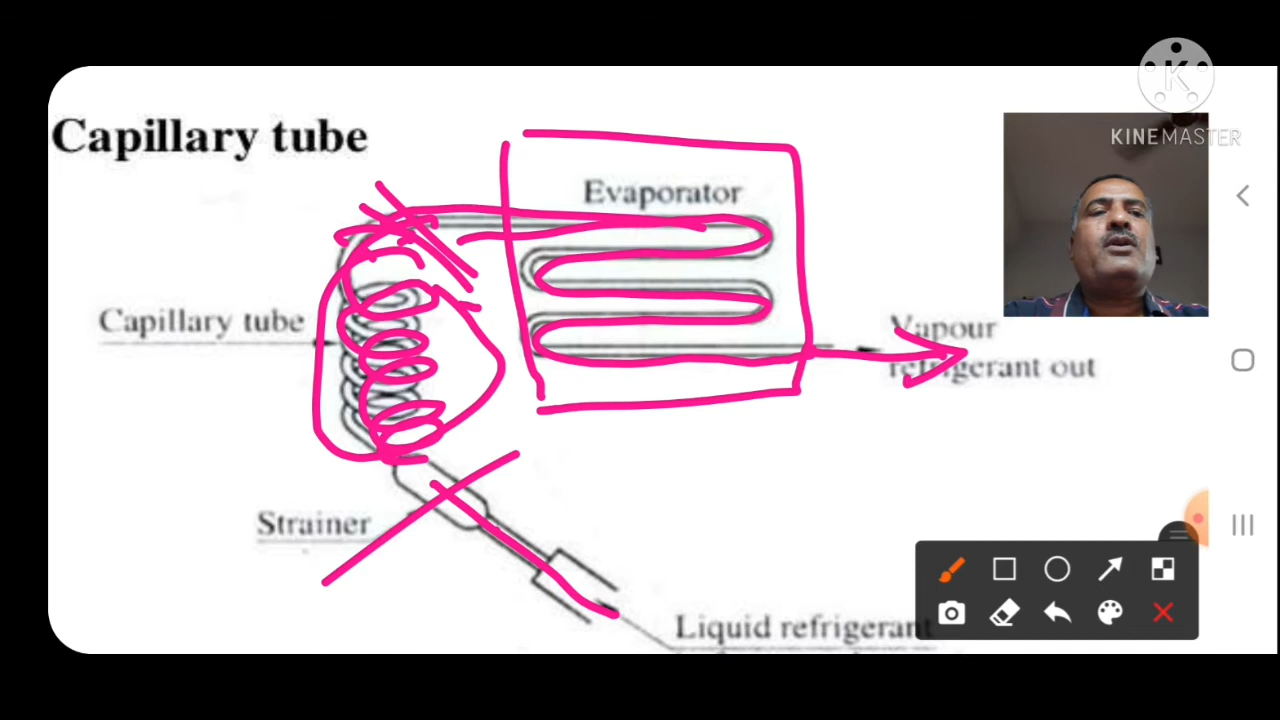 Capillary tube
K
KINEMASTER
Evaporator
Capillary tube
Vapour
refrigerant out
Strainer
Liquid refrigerant